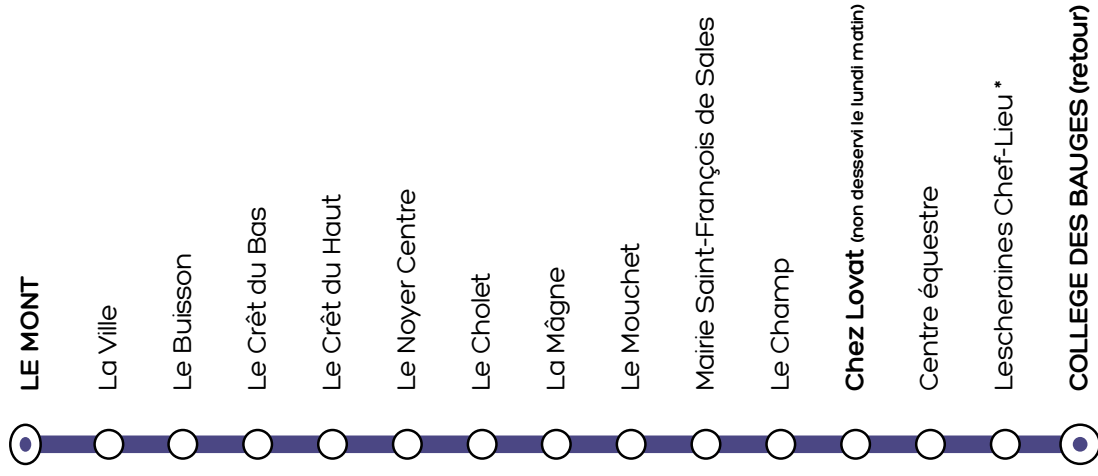 LE MONT
La Ville
Le Buisson
Le Crêt du Bas
Le Crêt du Haut
Le Noyer Centre
Le Cholet
La Mâgne
Le Mouchet
Mairie Saint-François de Sales
Le Champ
Chez Lovat (non desservi le lundi matin)
Centre équestre
Lescheraines Chef-Lieu *
COLLEGE DES BAUGES (retour)